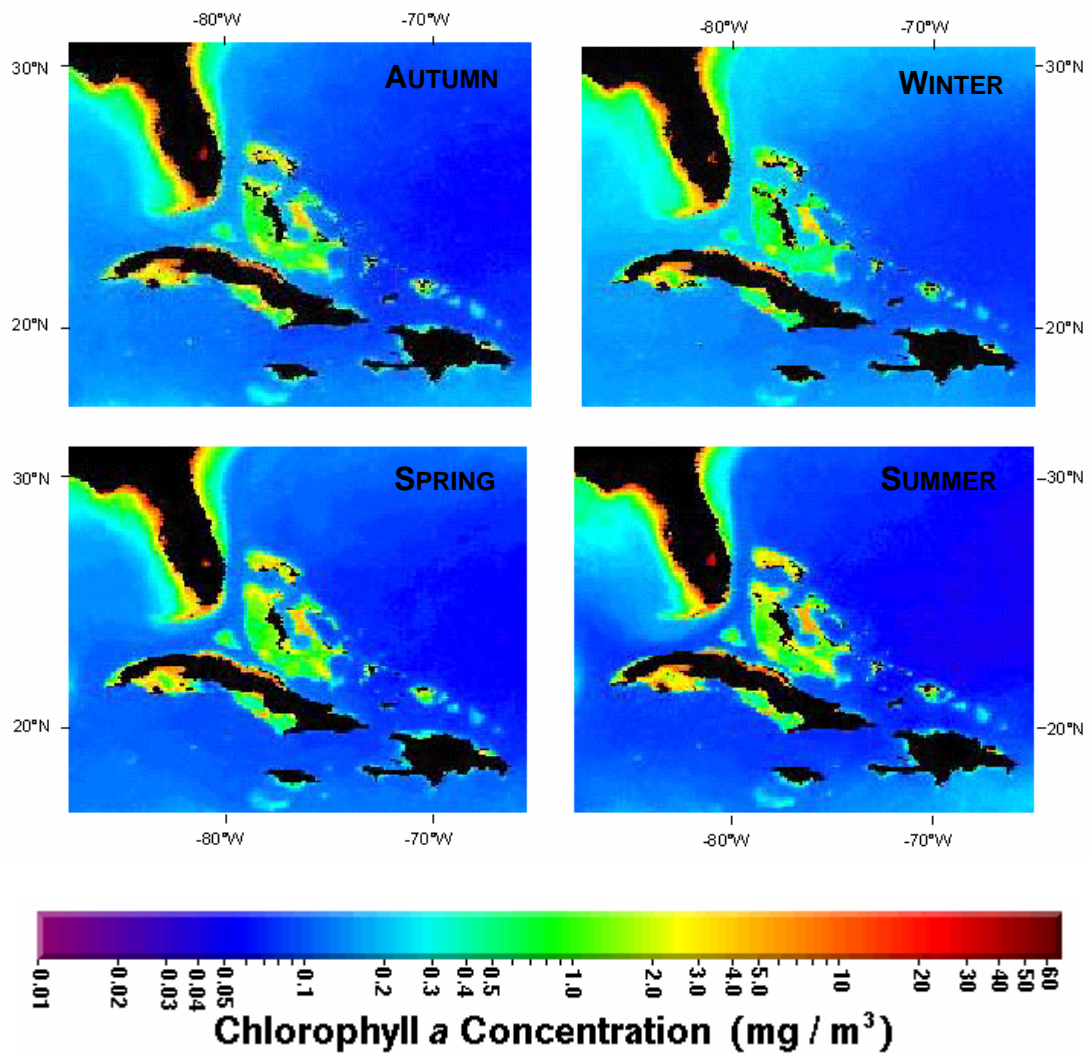 -80°W -70°W -80°W -70°W
30°N AUTUMN WINTER 30°N
20°N 20°N
30°N SPRING SUMMER 30°N
20°N 20°N
-80°W -70°W -80°W -70°W
0.01 0.02 0.03 0.04 0.05 0.1 0.2 0.3 0.4 0.5 1.0 2.0 3.0 4.0 5.0 10 20 30 40 50 60
Chlorophyll a Concentration (mg / m³)